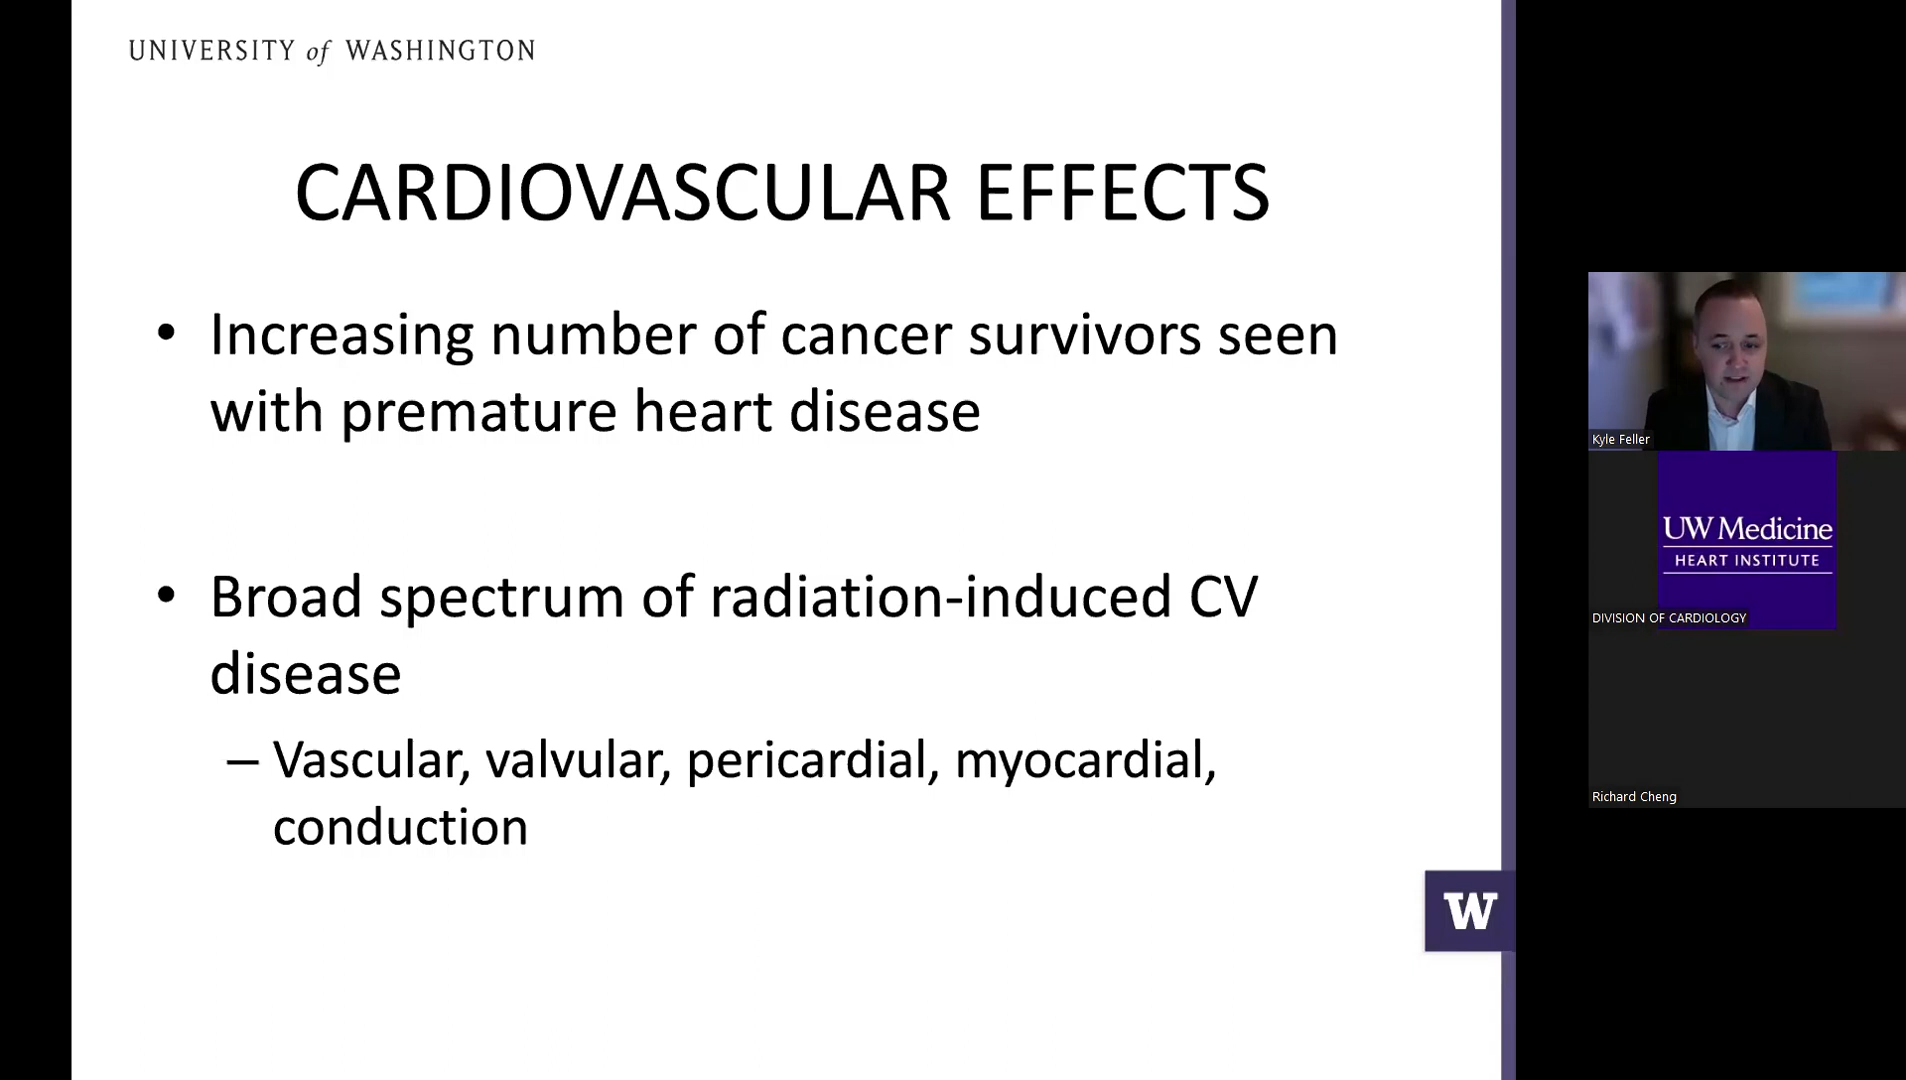 UNIVERSITY of WASHINGTON
CARDIOVASCULAR EFFECTS
• Increasing number of cancer survivors seen
with premature heart disease
• Broad spectrum of radiation-induced CV
disease
– Vascular, valvular, pericardial, myocardial,
conduction
W
Kyle Feller
UW Medicine
HEART INSTITUTE
DIVISION OF CARDIOLOGY
Richard Cheng